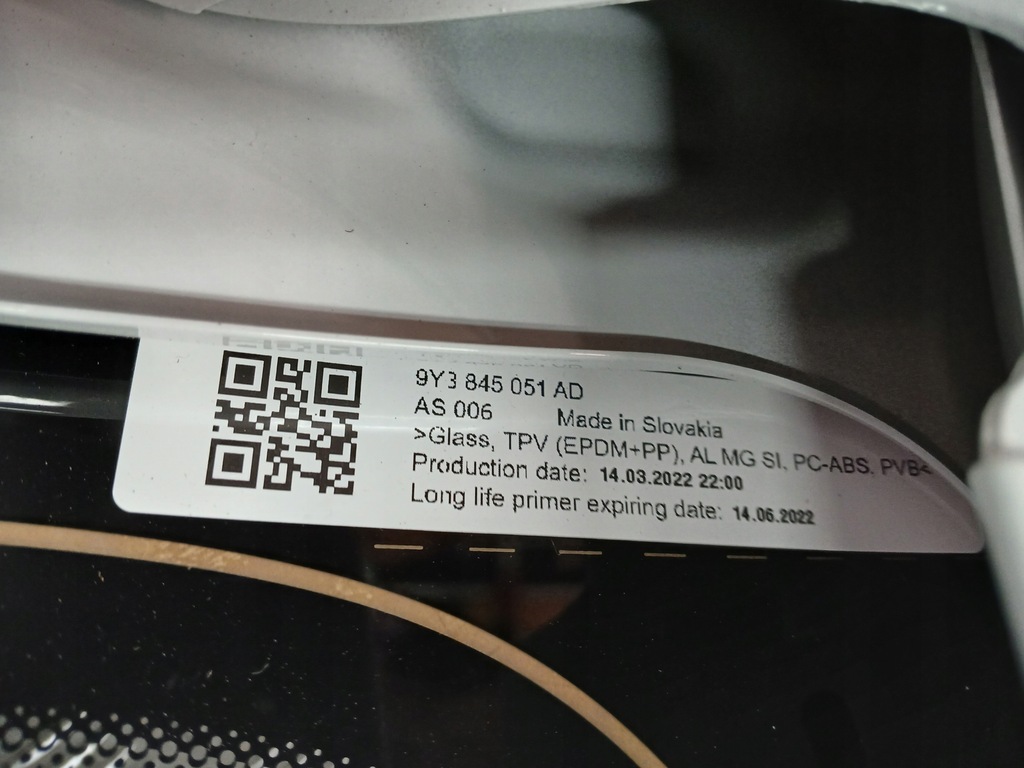 9Y3 845 051 AD
AS 006 Made in Slovakia
>Glass, TPV (EPDM+PP), AL MG SI, PC-ABS, PVB<
Production date: 14.03.2022 22:00
Long life primer expiring date: 14.06.2022